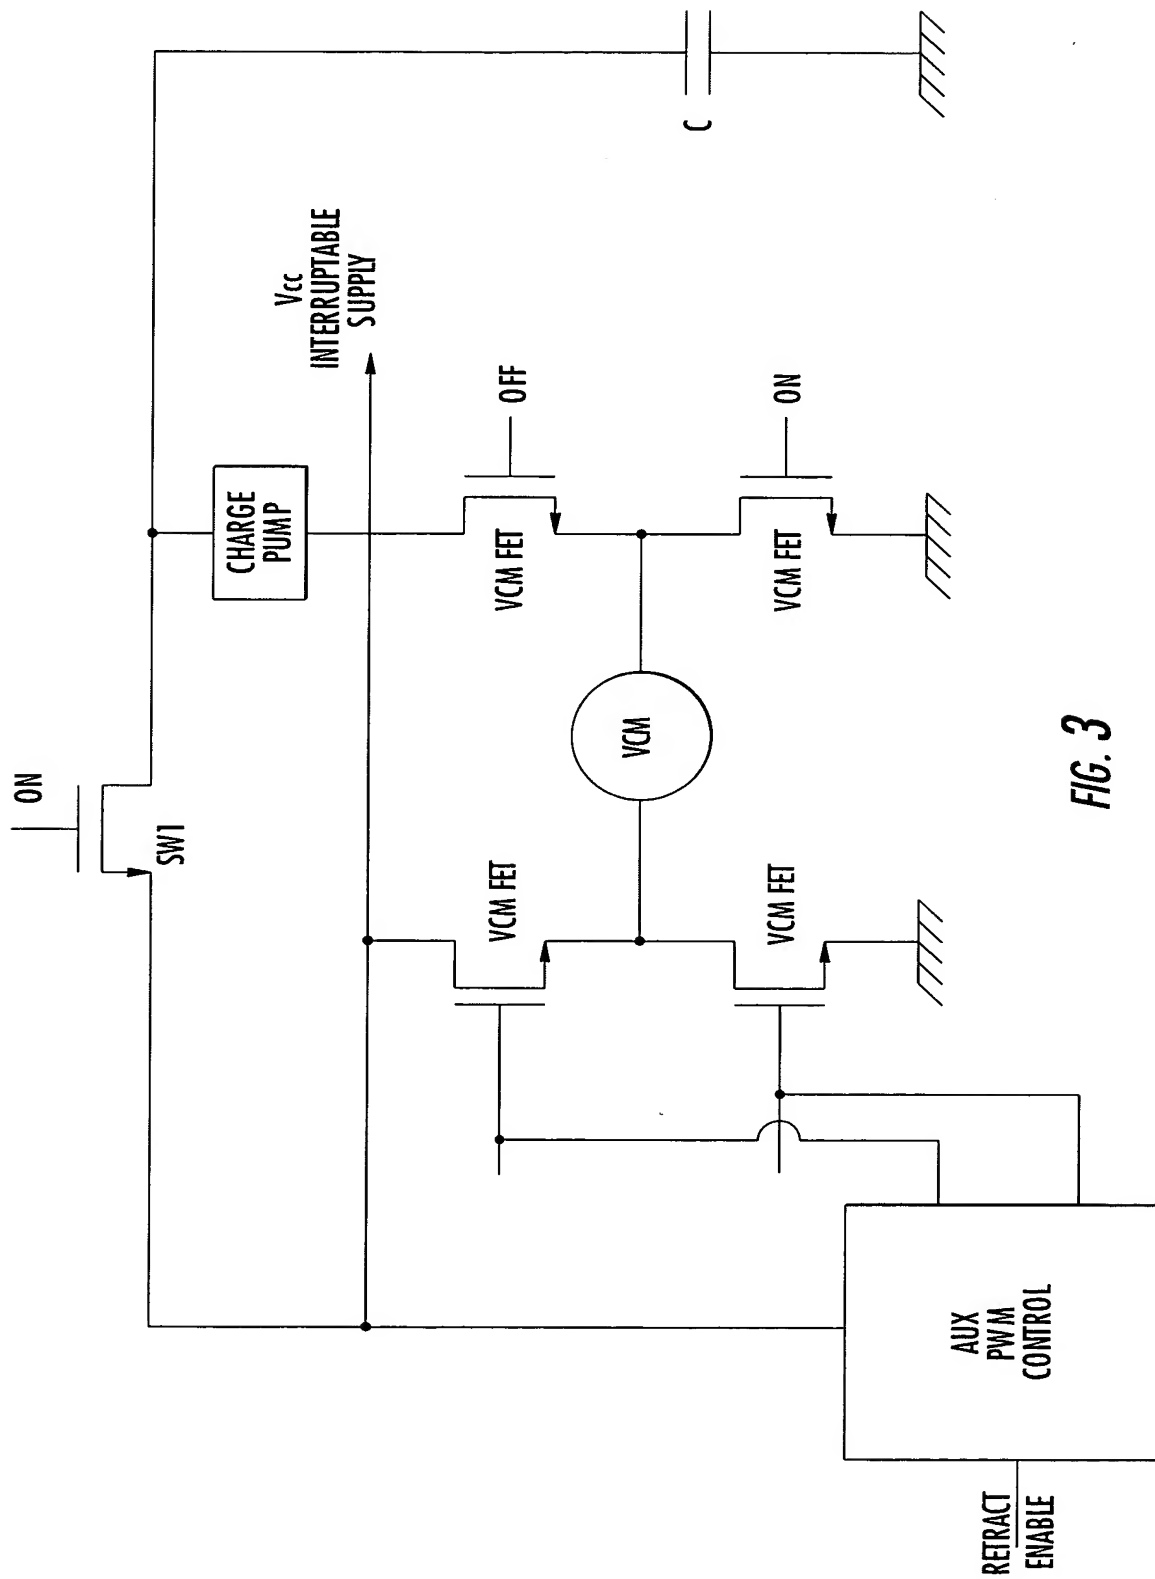 ON
SW1
CHARGE
PUMP
Vcc
INTERRUPTABLE
SUPPLY
C
VCM FET
VCM FET
OFF
VCM
VCM FET
VCM FET
ON
AUX
PWM
CONTROL
RETRACT
ENABLE
FIG. 3